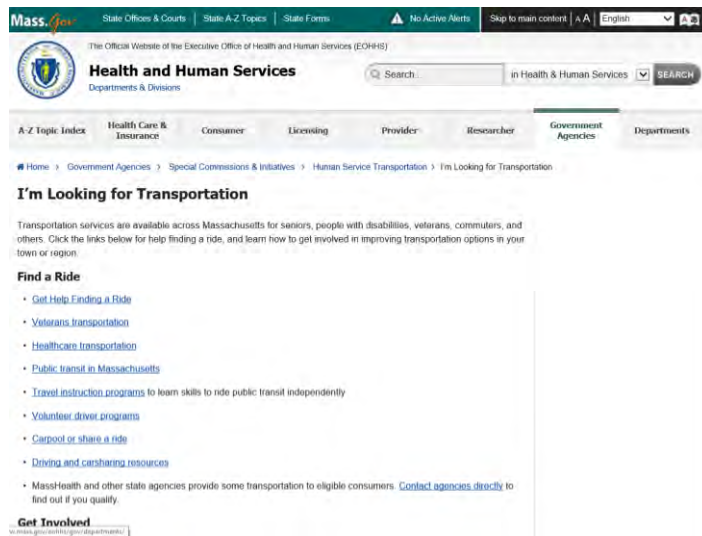 Mass.Gov State Offices & Courts State A-Z Topics State Forms No Active Alerts Skip to main content A A English
The Official Website of the Executive Office of Health and Human Services (EOHHS)
Health and Human Services
Departments & Divisions
Search in Health & Human Services SEARCH
A-Z Topic Index Health Care & Insurance Consumer Licensing Provider Researcher Government Agencies Departments
Home > Government Agencies > Special Commissions & Initiatives > Human Service Transportation > I'm Looking for Transportation
I'm Looking for Transportation
Transportation services are available across Massachusetts for seniors, people with disabilities, veterans, commuters, and
others. Click the links below for help finding a ride, and learn how to get involved in improving transportation options in your
town or region.
Find a Ride
• Get Help Finding a Ride
• Veterans transportation
• Healthcare transportation
• Public transit in Massachusetts
• Travel instruction programs to learn skills to ride public transit independently
• Volunteer driver programs
• Carpool or share a ride
• Driving and carsharing resources
• MassHealth and other state agencies provide some transportation to eligible consumers. Contact agencies directly to
find out if you qualify.
Get Involved